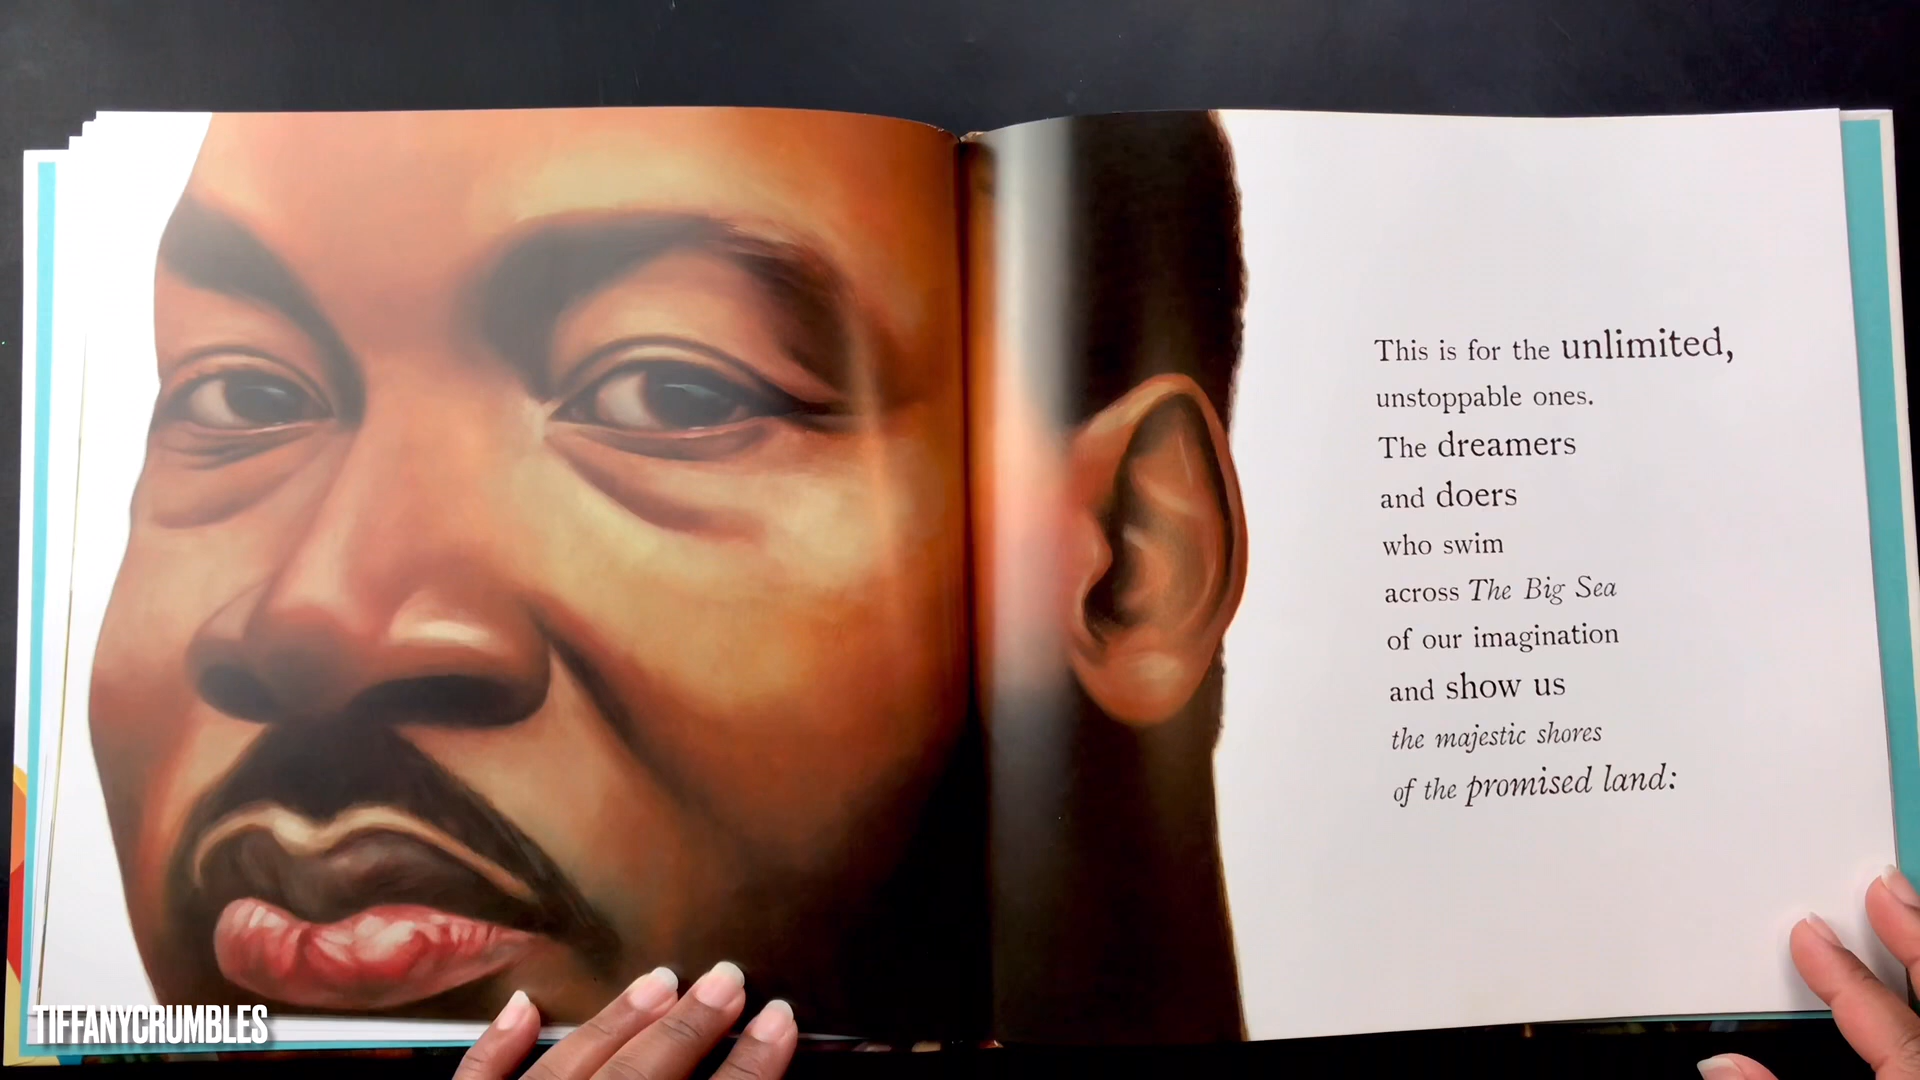 This is for the unlimited,
unstoppable ones.
The dreamers
and doers
who swim
across The Big Sea
of our imagination
and show us
the majestic shores
of the promised land:
TIFFANYCRUMBLES